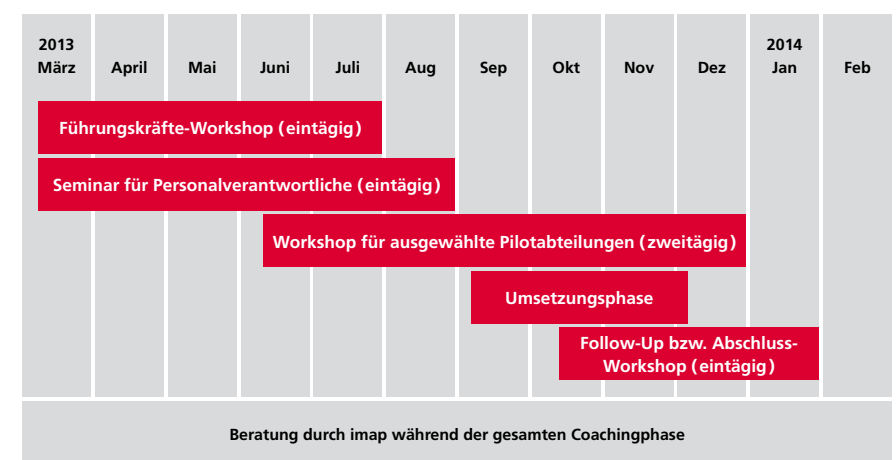 2013 2014
März April Mai Juni Juli Aug Sep Okt Nov Dez Jan Feb
Führungskräfte-Workshop (eintägig)
Seminar für Personalverantwortliche (eintägig)
Workshop für ausgewählte Pilotabteilungen (zweitägig)
Umsetzungsphase
Follow-Up bzw. Abschluss-
Workshop (eintägig)
Beratung durch imap während der gesamten Coachingphase